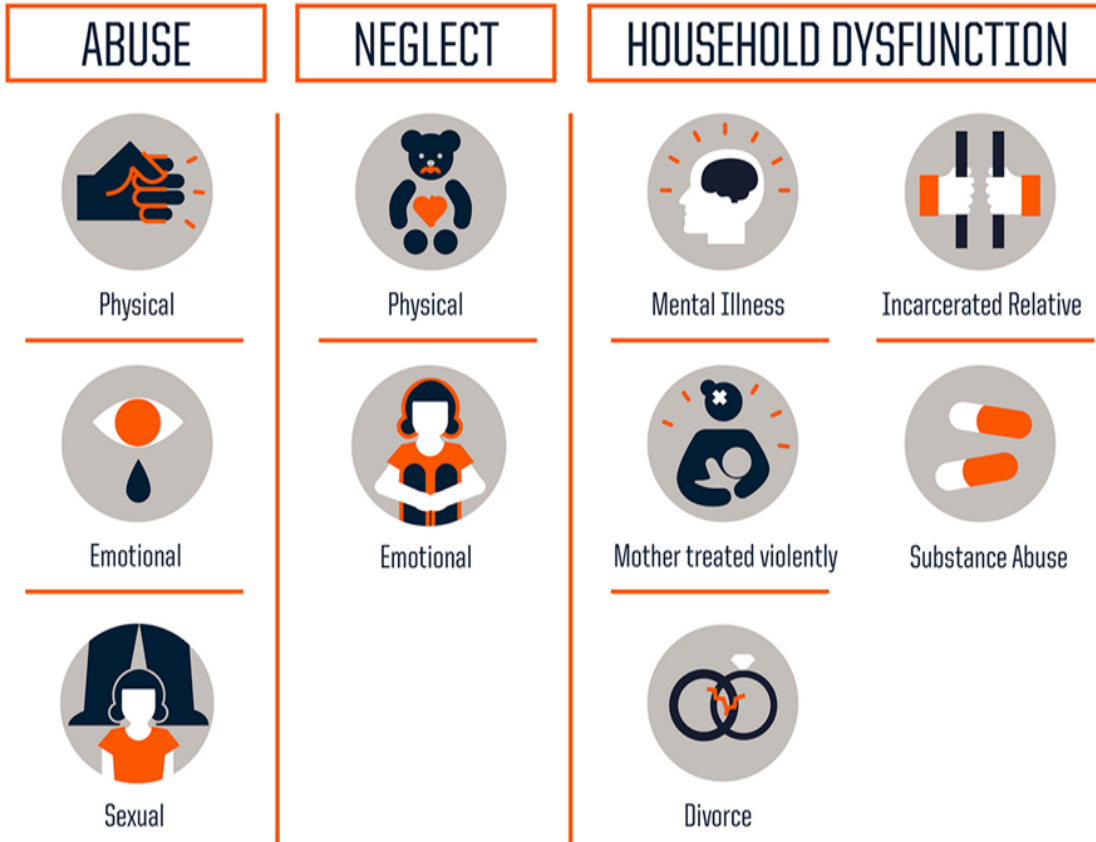 ABUSE
Physical
Emotional
Sexual
NEGLECT
Physical
Emotional
HOUSEHOLD DYSFUNCTION
Mental Illness
Incarcerated Relative
Mother treated violently
Substance Abuse
Divorce